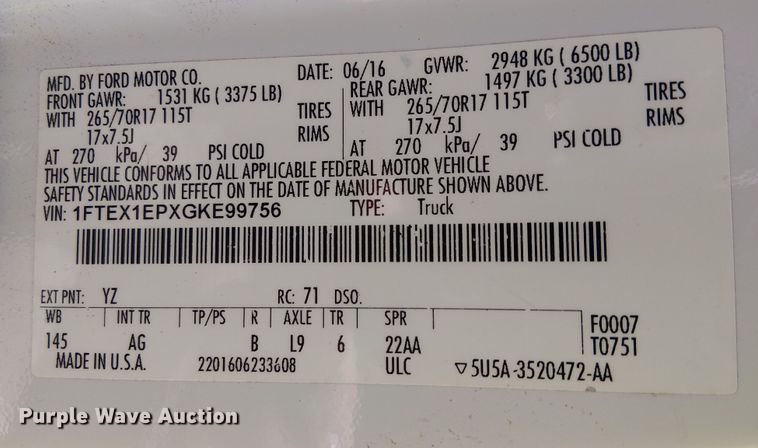 MFD. BY FORD MOTOR CO. DATE: 06/16 GVWR: 2948 KG ( 6500 LB)
FRONT GAWR: 1531 KG ( 3375 LB) REAR GAWR: 1497 KG ( 3300 LB)
WITH 265/70R17 115T TIRES WITH 265/70R17 115T TIRES
17x7.5J RIMS 17x7.5J RIMS
AT 270 kPa/ 39 PSI COLD AT 270 kPa/ 39 PSI COLD
THIS VEHICLE CONFORMS TO ALL APPLICABLE FEDERAL MOTOR VEHICLE
SAFETY STANDARDS IN EFFECT ON THE DATE OF MANUFACTURE SHOWN ABOVE.
VIN: 1FTEX1EPXGKE99756 TYPE: Truck
EXT PNT: YZ RC: 71 DSO:
WB INT TR TP/PS R AXLE TR SPR F0007
145 AG B L9 6 22AA T0751
MADE IN U.S.A. 2201606233608 ULC ▽5U5A-3520472-AA
Purple Wave Auction